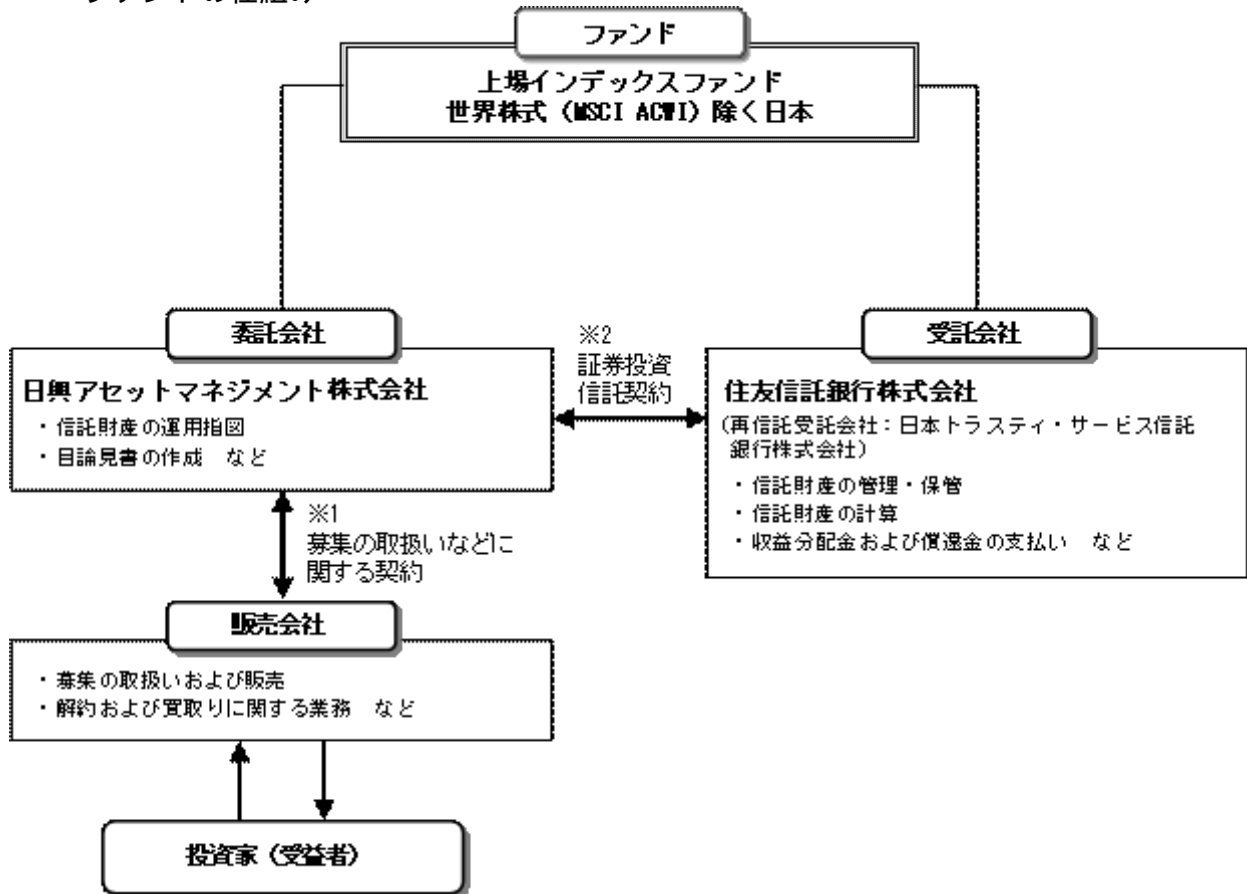 ファンドの仕組み
ファンド
上場インデックスファンド
世界株式（MSCI ACWI）除く日本
委託会社
日興アセットマネジメント株式会社
・信託財産の運用指図
・目論見書の作成　など
※2
証券投資
信託契約
受託会社
住友信託銀行株式会社
（再信託受託会社：日本トラスティ・サービス信託
銀行株式会社）
・信託財産の管理・保管
・信託財産の計算
・収益分配金および償還金の支払い　など
※1
募集の取扱いなどに
関する契約
販売会社
・募集の取扱いおよび販売
・解約および買取りに関する業務　など
投資家（受益者）